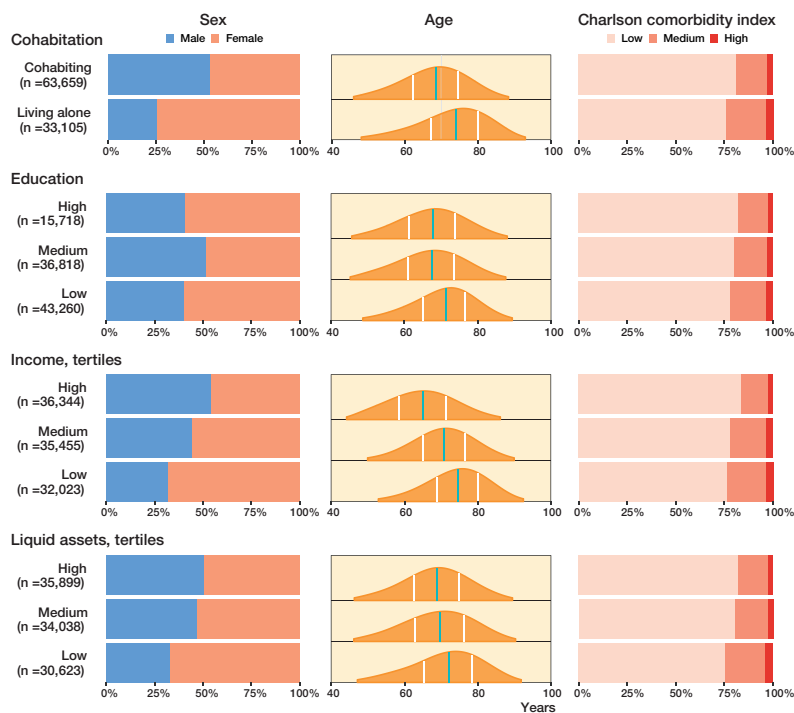 Sex
Age
Charlson comorbidity index
Male Female
Low Medium High
Cohabitation
Cohabiting
(n =63,659)
Living alone
(n =33,105)
0% 25% 50% 75% 100%
40 60 80 100
0% 25% 50% 75% 100%
Education
High
(n =15,718)
Medium
(n =36,818)
Low
(n =43,260)
0% 25% 50% 75% 100%
40 60 80 100
0% 25% 50% 75% 100%
Income, tertiles
High
(n =36,344)
Medium
(n =35,455)
Low
(n =32,023)
0% 25% 50% 75% 100%
40 60 80 100
0% 25% 50% 75% 100%
Liquid assets, tertiles
High
(n =35,899)
Medium
(n =34,038)
Low
(n =30,623)
0% 25% 50% 75% 100%
40 60 80 100
0% 25% 50% 75% 100%
Years